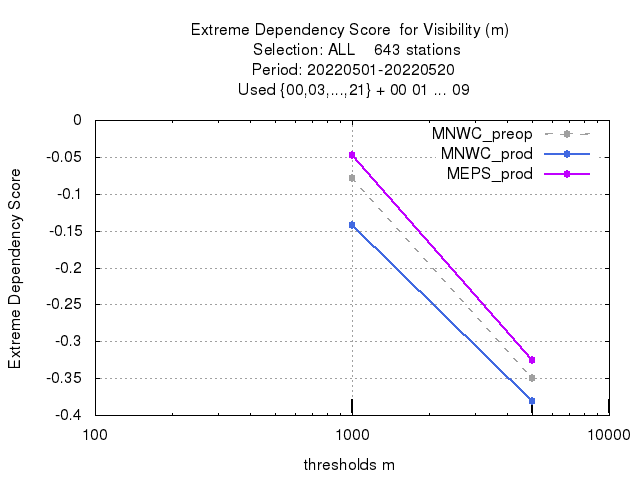 Extreme Dependency Score  for Visibility (m)
Selection: ALL    643 stations
Period: 20220501-20220520
Used {00,03,...,21} + 00 01 ... 09
MNWC_preop
MNWC_prod
MEPS_prod
Extreme Dependency Score
0
-0.05
-0.1
-0.15
-0.2
-0.25
-0.3
-0.35
-0.4
100
1000
10000
thresholds m